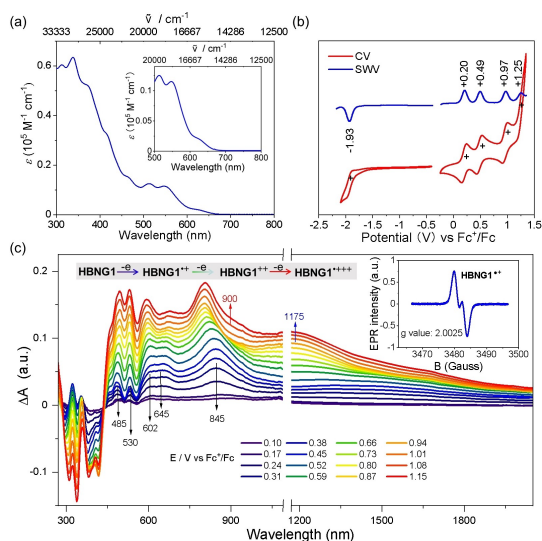 (a)
ν̃ / cm⁻¹
33333 25000 20000 16667 14286 12500
0.6
0.4
0.2
0.0
ε (10⁵ M⁻¹ cm⁻¹)
300 400 500 600 700 800
Wavelength (nm)
ν̃ / cm⁻¹
20000 16667 14286 12500
0.1
0.05
0
ε (10⁵ M⁻¹ cm⁻¹)
500 600 700 800
Wavelength (nm)
(b)
CV
SWV
+0.20
+0.49
+0.97
+1.25
-1.93
-2.5 -2 -1.5 -1 -0.5 0 0.5 1 1.5
Potential (V) vs Fc⁺/Fc
(c)
HBNG1 -e HBNG1•+ -e HBNG1++ -e HBNG1•+++
0.2
0.1
0
-0.1
ΔA (a.u.)
485
530
602
645
845
900
1175
E / V vs Fc⁺/Fc
0.10 0.38 0.66 0.94
0.17 0.45 0.73 1.01
0.24 0.52 0.80 1.08
0.31 0.59 0.87 1.15
300 450 600 750 900 1050 1200 1500 1800
Wavelength (nm)
EPR intensity (a.u.)
1.0
0.0
-1.0
HBNG1•+
g value: 2.0025
3460 3480 3500
B (Gauss)